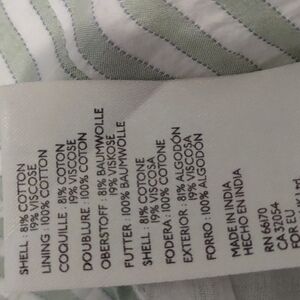 SHELL : 81% COTTON
19% VISCOSE
LINING : 100% COTTON
COQUILLE : 81% COTON
19% VISCOSE
DOUBLURE : 100% COTON
OBERSTOFF : 81% BAUMWOLLE
19% VISKOSE
FUTTER : 100% BAUMWOLLE
SHELL : 81% COTONE
19% VISCOSA
FODERA : 100% COTONE
EXTERIOR : 81% ALGODÓN
19% VISCOSA
FORRO : 100% ALGODÓN
MADE IN INDIA
HECHO EN INDIA
RN 66170
CA 32054
FOR EU